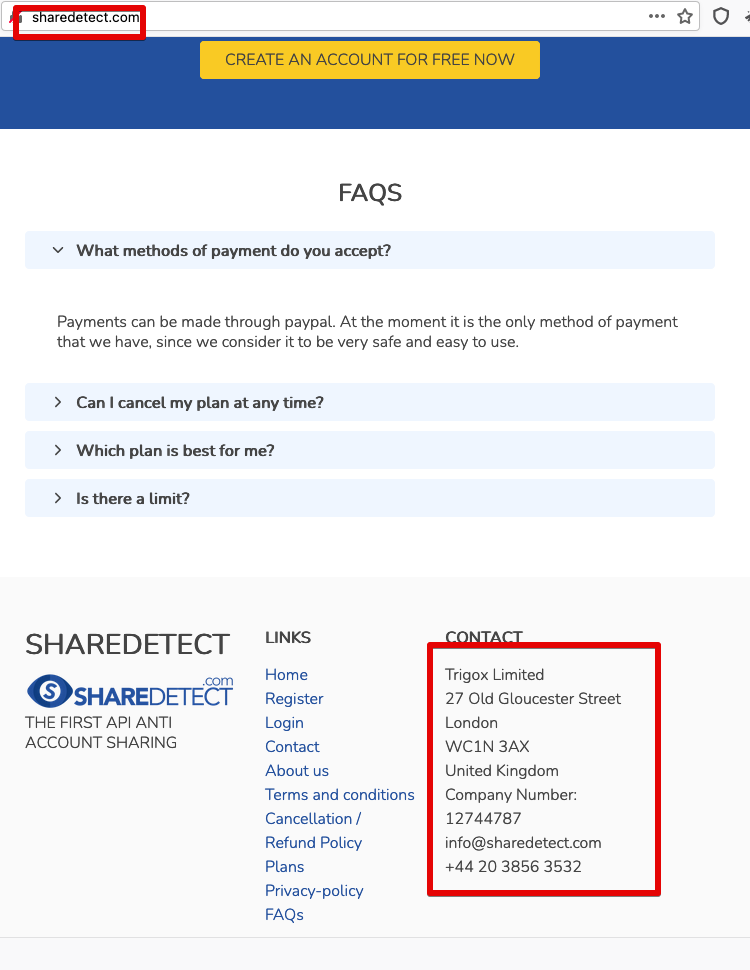 sharedetect.com
CREATE AN ACCOUNT FOR FREE NOW
FAQS
What methods of payment do you accept?
Payments can be made through paypal. At the moment it is the only method of payment
that we have, since we consider it to be very safe and easy to use.
Can I cancel my plan at any time?
Which plan is best for me?
Is there a limit?
SHAREDETECT
SHAREDETECT.com
THE FIRST API ANTI
ACCOUNT SHARING
LINKS
Home
Register
Login
Contact
About us
Terms and conditions
Cancellation /
Refund Policy
Plans
Privacy-policy
FAQs
CONTACT
Trigox Limited
27 Old Gloucester Street
London
WC1N 3AX
United Kingdom
Company Number:
12744787
info@sharedetect.com
+44 20 3856 3532